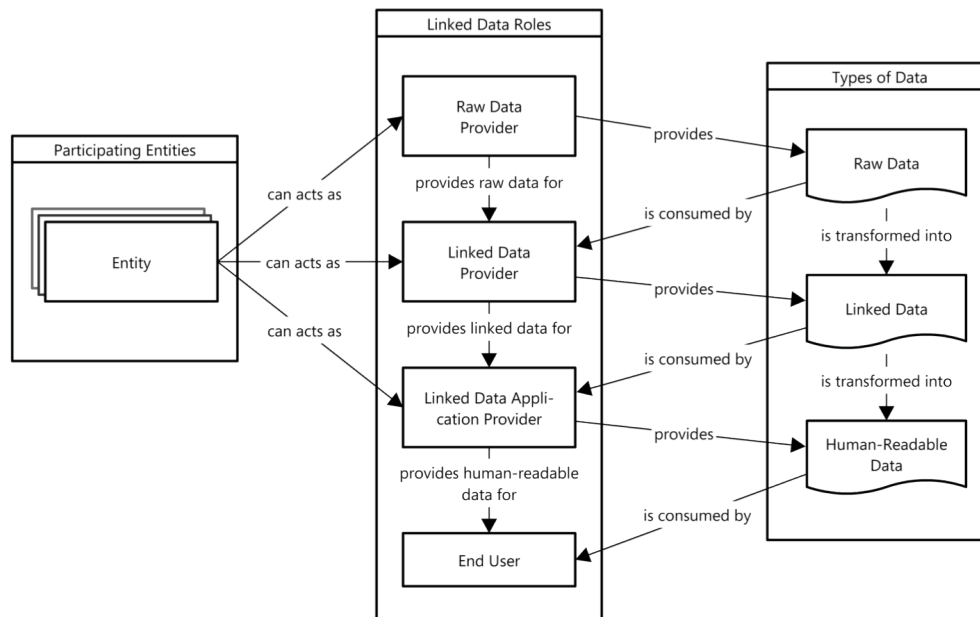 Linked Data Roles
Types of Data
Participating Entities
Raw Data
Provider
provides
Raw Data
can acts as
provides raw data for
is consumed by
is transformed into
Entity
can acts as
Linked Data
Provider
provides
Linked Data
can acts as
provides linked data for
is consumed by
is transformed into
Linked Data Appli-
cation Provider
provides
Human-Readable
Data
provides human-readable
data for
is consumed by
End User